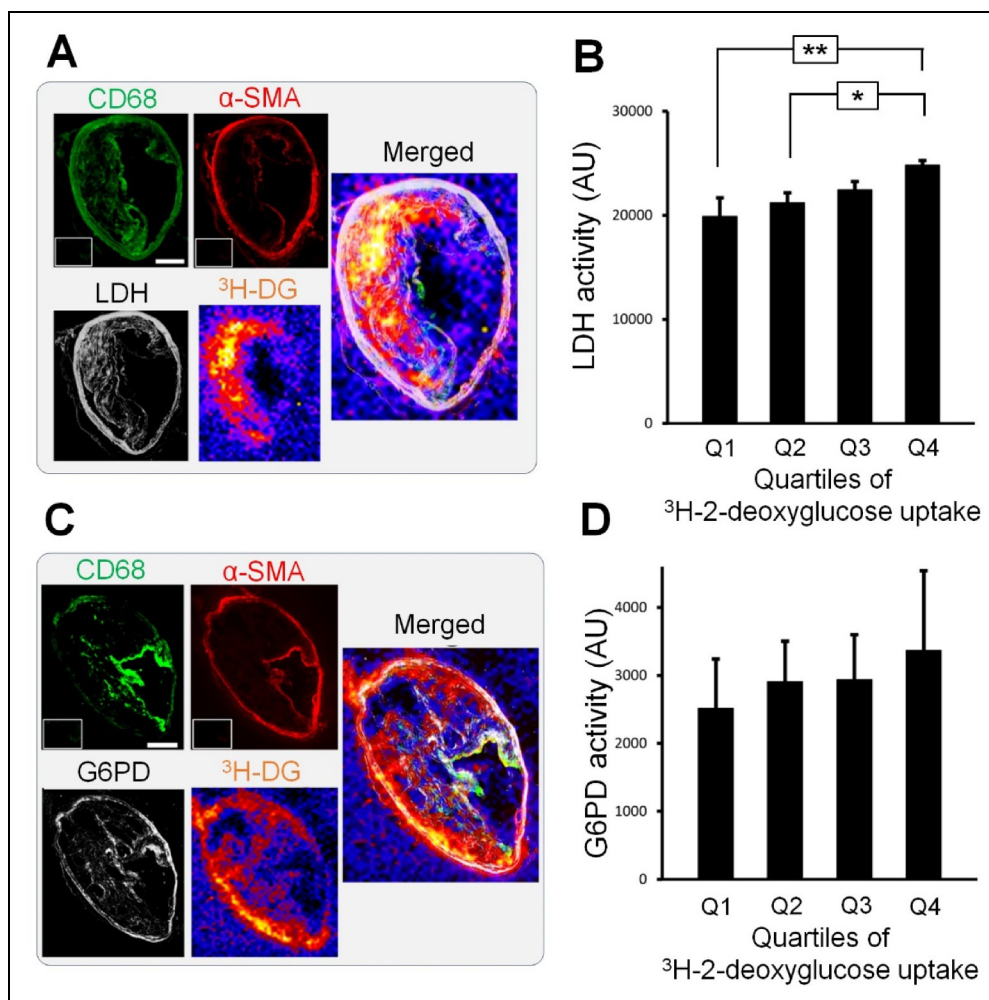 A
CD68
α-SMA
Merged
LDH
³H-DG
B
**
*
LDH activity (AU)
30000
20000
10000
0
Q1 Q2 Q3 Q4
Quartiles of
³H-2-deoxyglucose uptake
C
CD68
α-SMA
Merged
G6PD
³H-DG
D
G6PD activity (AU)
4000
3000
2000
1000
0
Q1 Q2 Q3 Q4
Quartiles of
³H-2-deoxyglucose uptake